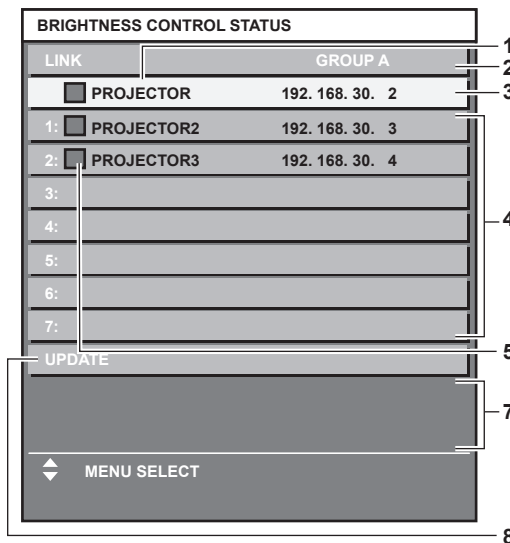 BRIGHTNESS CONTROL STATUS
LINK GROUP A
PROJECTOR 192. 168. 30. 2
1: PROJECTOR2 192. 168. 30. 3
2: PROJECTOR3 192. 168. 30. 4
3:
4:
5:
6:
7:
UPDATE
MENU SELECT
1
2
3
4
5
7
8